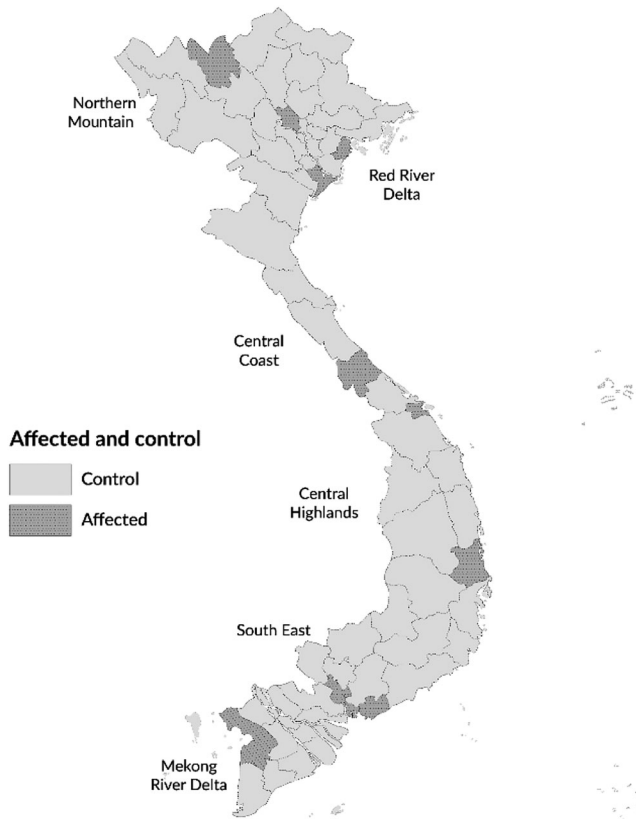 Northern
Mountain
Red River
Delta
Central
Coast
Affected and control
Control
Affected
Central
Highlands
South East
Mekong
River Delta